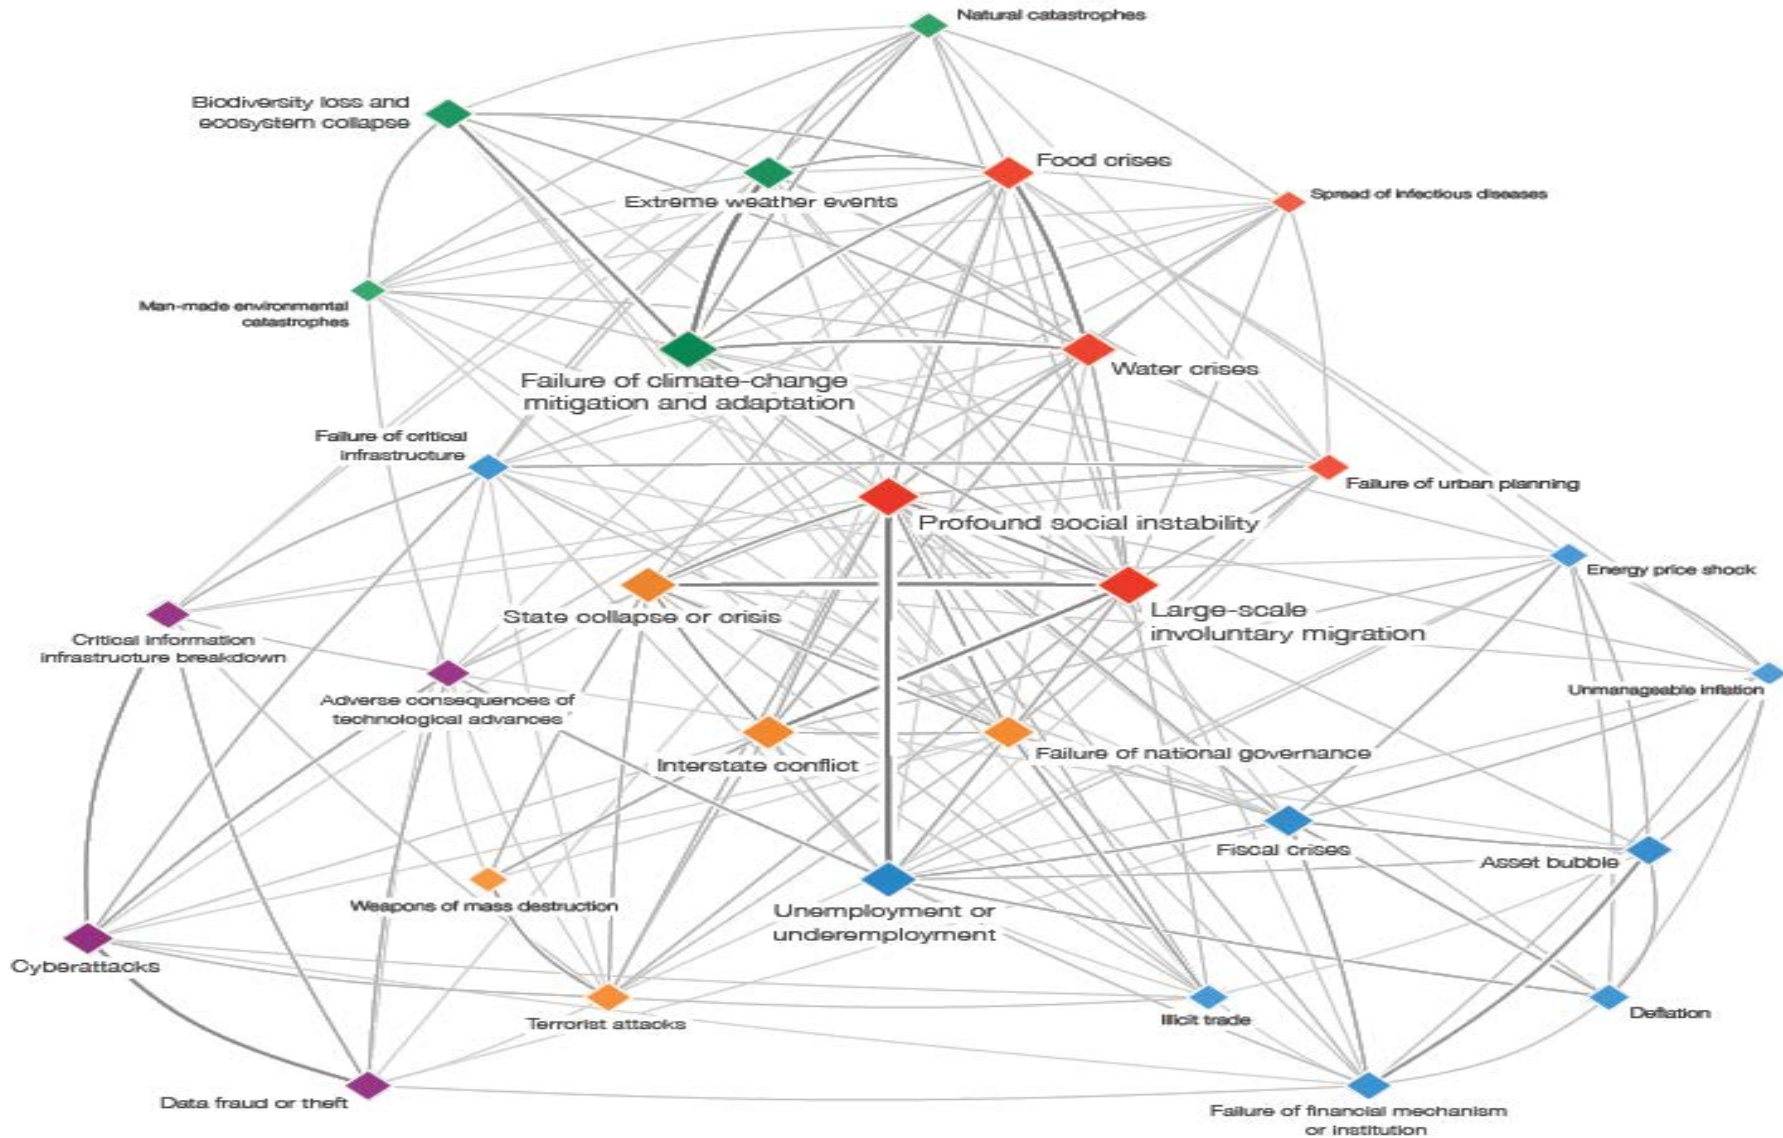 Natural catastrophes
Biodiversity loss and
ecosystem collapse
Food crises
Extreme weather events
Spread of infectious diseases
Man-made environmental
catastrophes
Water crises
Failure of climate-change
mitigation and adaptation
Failure of critical
infrastructure
Failure of urban planning
Profound social instability
Energy price shock
State collapse or crisis
Large-scale
involuntary migration
Critical information
infrastructure breakdown
Adverse consequences of
technological advances
Unmanageable inflation
Interstate conflict
Failure of national governance
Fiscal crises
Asset bubble
Weapons of mass destruction
Unemployment or
underemployment
Cyberattacks
Terrorist attacks
Illicit trade
Deflation
Data fraud or theft
Failure of financial mechanism
or institution